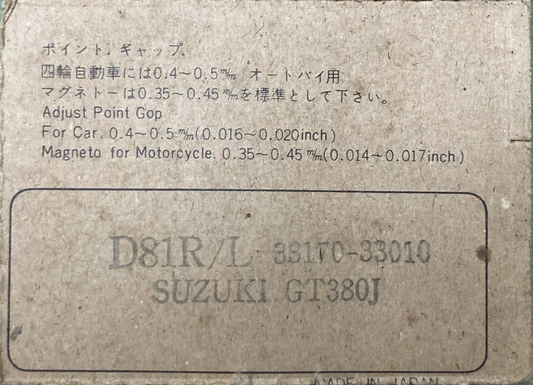 ポイント．ギャップ．
四輪自動車には0.4〜0.5㎜ オートバイ用
マグネトーは0.35〜0.45㎜を標準として下さい。
Adjust Point Gop
For Car. 0.4〜0.5㎜(0.016〜0.020inch)
Magneto for Motorcycle. 0.35〜0.45㎜(0.014〜0.017inch)
D81R/L 33170-33010
SUZUKI GT380J
MADE IN JAPAN